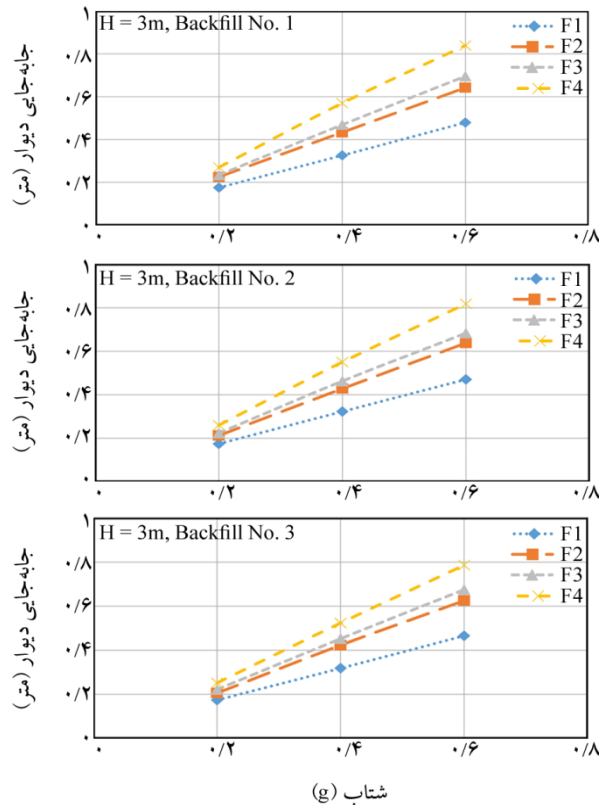 H = 3m, Backfill No. 1
F1
F2
F3
F4
جابه‌جایی دیوار (متر)
۱
۰/۸
۰/۶
۰/۴
۰/۲
۰
۰
۰/۲
۰/۴
۰/۶
۰/۸
H = 3m, Backfill No. 2
F1
F2
F3
F4
جابه‌جایی دیوار (متر)
۱
۰/۸
۰/۶
۰/۴
۰/۲
۰
۰
۰/۲
۰/۴
۰/۶
۰/۸
H = 3m, Backfill No. 3
F1
F2
F3
F4
جابه‌جایی دیوار (متر)
۱
۰/۸
۰/۶
۰/۴
۰/۲
۰
۰
۰/۲
۰/۴
۰/۶
۰/۸
شتاب (g)